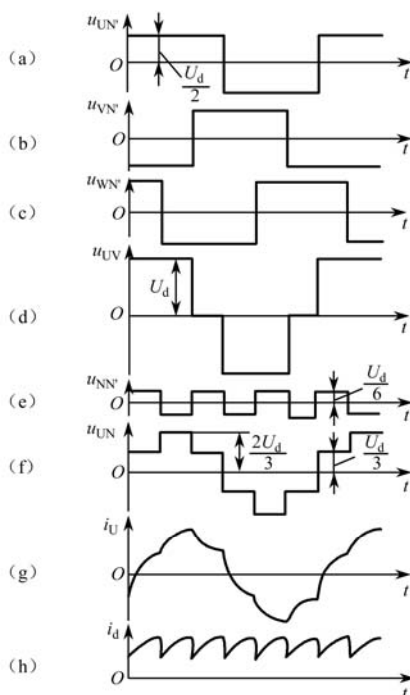 (a) u_UN' O U_d/2 t
(b) u_VN' O t
(c) u_WN' O t
(d) u_UV U_d O t
(e) u_NN' O U_d/6 t
(f) u_UN O 2U_d/3 U_d/3 t
(g) i_U O t
(h) i_d O t